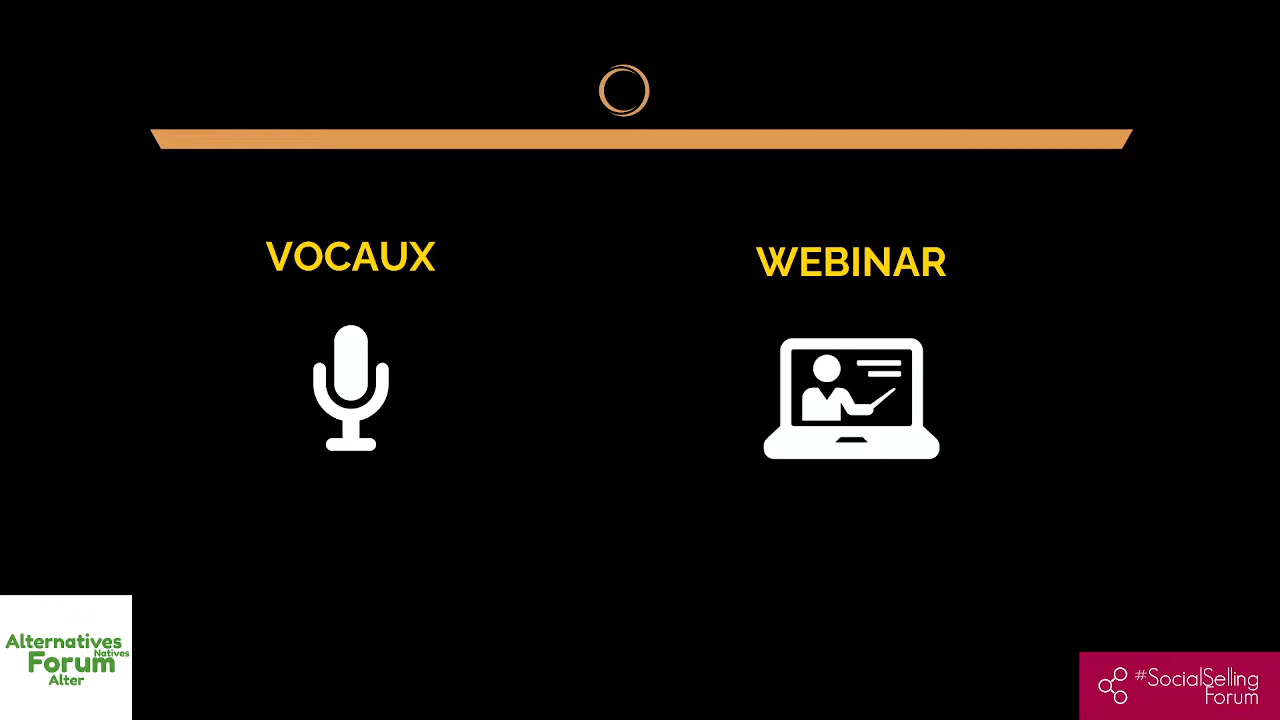 VOCAUX
WEBINAR
Alternatives
Natives
Forum
Alter
#SocialSelling
Forum